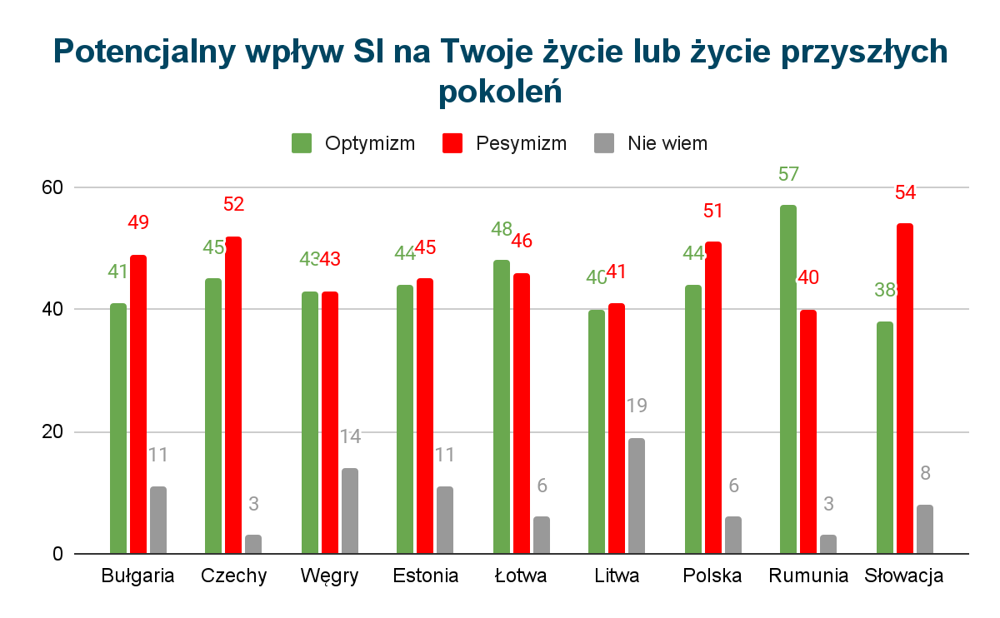 Potencjalny wpływ SI na Twoje życie lub życie przyszłych
pokoleń
Optymizm Pesymizm Nie wiem
60
40
20
0
41 49 11
45 52 3
43 43 14
44 45 11
48 46 6
40 41 19
44 51 6
57 40 3
38 54 8
Bułgaria Czechy Węgry Estonia Łotwa Litwa Polska Rumunia Słowacja